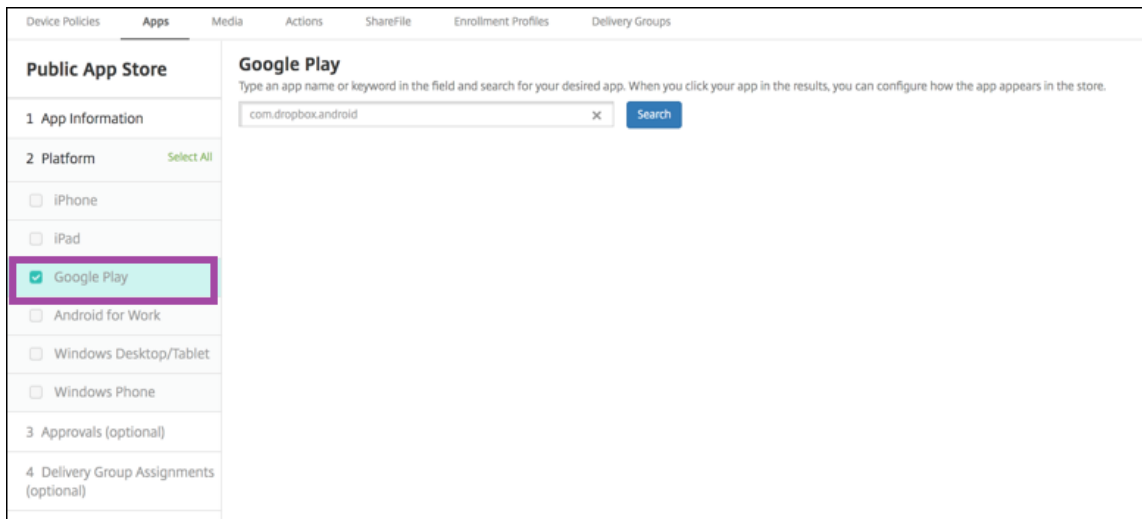 Device Policies Apps Media Actions ShareFile Enrollment Profiles Delivery Groups
Public App Store
1 App Information
2 Platform Select All
iPhone
iPad
Google Play
Android for Work
Windows Desktop/Tablet
Windows Phone
3 Approvals (optional)
4 Delivery Group Assignments
(optional)
Google Play
Type an app name or keyword in the field and search for your desired app. When you click your app in the results, you can configure how the app appears in the store.
com.dropbox.android Search